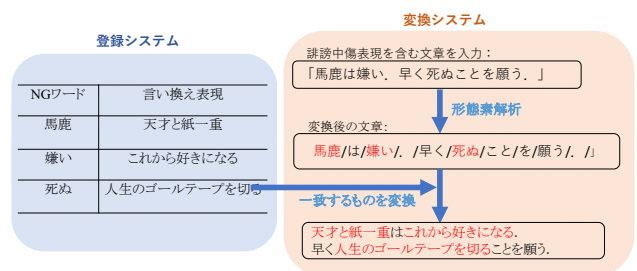 登録システム
NGワード 言い換え表現
馬鹿 天才と紙一重
嫌い これから好きになる
死ぬ 人生のゴールテープを切る
変換システム
誹謗中傷表現を含む文章を入力：
「馬鹿は嫌い．早く死ぬことを願う．」
形態素解析
変換後の文章：
馬鹿/は/嫌い/．/早く/死ぬ/こと/を/願う/．/」
一致するものを変換
天才と紙一重はこれから好きになる．
早く人生のゴールテープを切ることを願う．